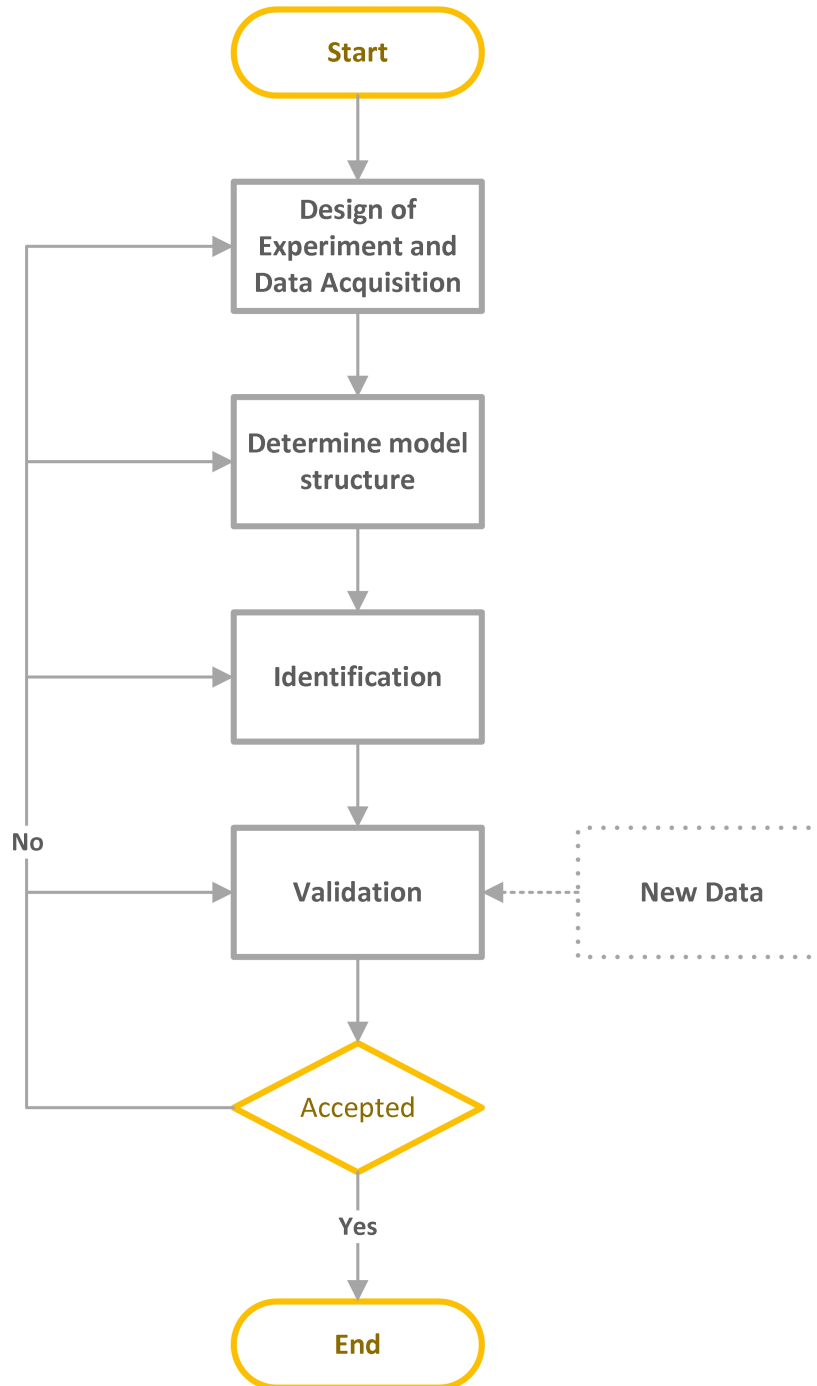 Start
Design of
Experiment and
Data Acquisition
Determine model
structure
Identification
No
Validation
New Data
Accepted
Yes
End